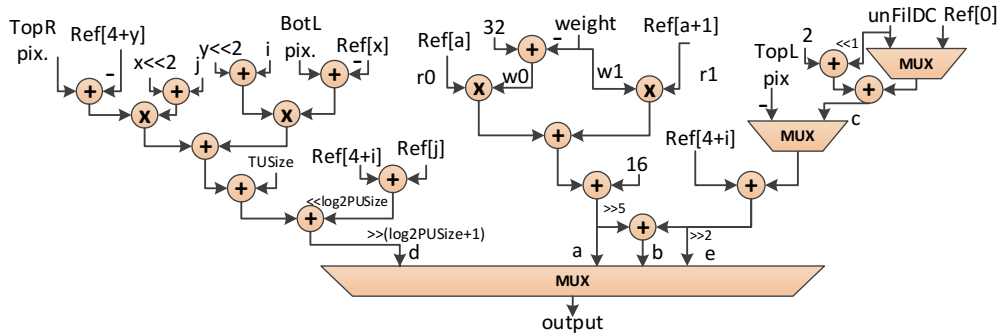 TopR
pix.
Ref[4+y]
-
+
x<<2
j
+
x
y<<2
i
+
BotL
pix.
Ref[x]
-
+
x
+
TUSize
+
Ref[4+i]
Ref[j]
+
<<log2PUSize
+
>>(log2PUSize+1)
d
Ref[a]
r0
32
+
-
weight
w0
w1
Ref[a+1]
r1
x
x
+
16
+
>>5
+
>>2
a
b
e
unFilDC
Ref[0]
2
<<1
+
MUX
TopL
pix
-
+
c
MUX
Ref[4+i]
+
MUX
output